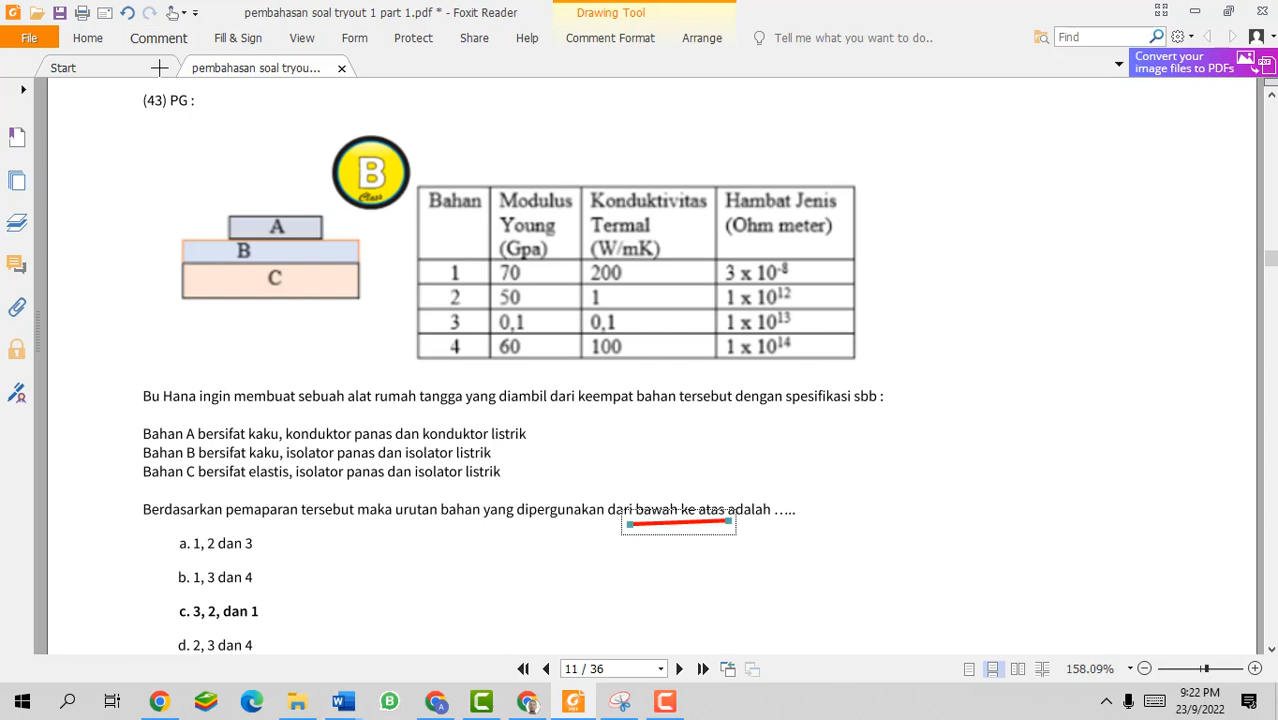 pembahasan soal tryout 1 part 1.pdf * - Foxit Reader
Drawing Tool
File
Home
Comment
Fill & Sign
View
Form
Protect
Share
Help
Comment Format
Arrange
Tell me what you want to do..
Find
Start
pembahasan soal tryou...
Convert your
image files to PDFs
(43) PG :
B
Class
A
B
C
Bahan Modulus Young (Gpa) Konduktivitas Termal (W/mK) Hambat Jenis (Ohm meter)
1 70 200 3 x 10⁻⁸
2 50 1 1 x 10¹²
3 0,1 0,1 1 x 10¹³
4 60 100 1 x 10¹⁴
Bu Hana ingin membuat sebuah alat rumah tangga yang diambil dari keempat bahan tersebut dengan spesifikasi sbb :
Bahan A bersifat kaku, konduktor panas dan konduktor listrik
Bahan B bersifat kaku, isolator panas dan isolator listrik
Bahan C bersifat elastis, isolator panas dan isolator listrik
Berdasarkan pemaparan tersebut maka urutan bahan yang dipergunakan dari bawah ke atas adalah .....
a. 1, 2 dan 3
b. 1, 3 dan 4
c. 3, 2, dan 1
d. 2, 3 dan 4
11 / 36
158.09%
9:22 PM
23/9/2022